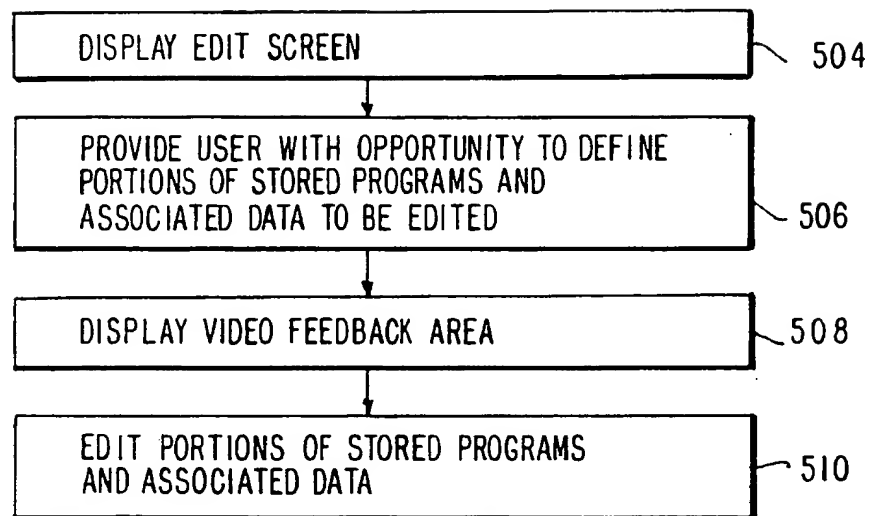 DISPLAY EDIT SCREEN
504
PROVIDE USER WITH OPPORTUNITY TO DEFINE
PORTIONS OF STORED PROGRAMS AND
ASSOCIATED DATA TO BE EDITED
506
DISPLAY VIDEO FEEDBACK AREA
508
EDIT PORTIONS OF STORED PROGRAMS
AND ASSOCIATED DATA
510